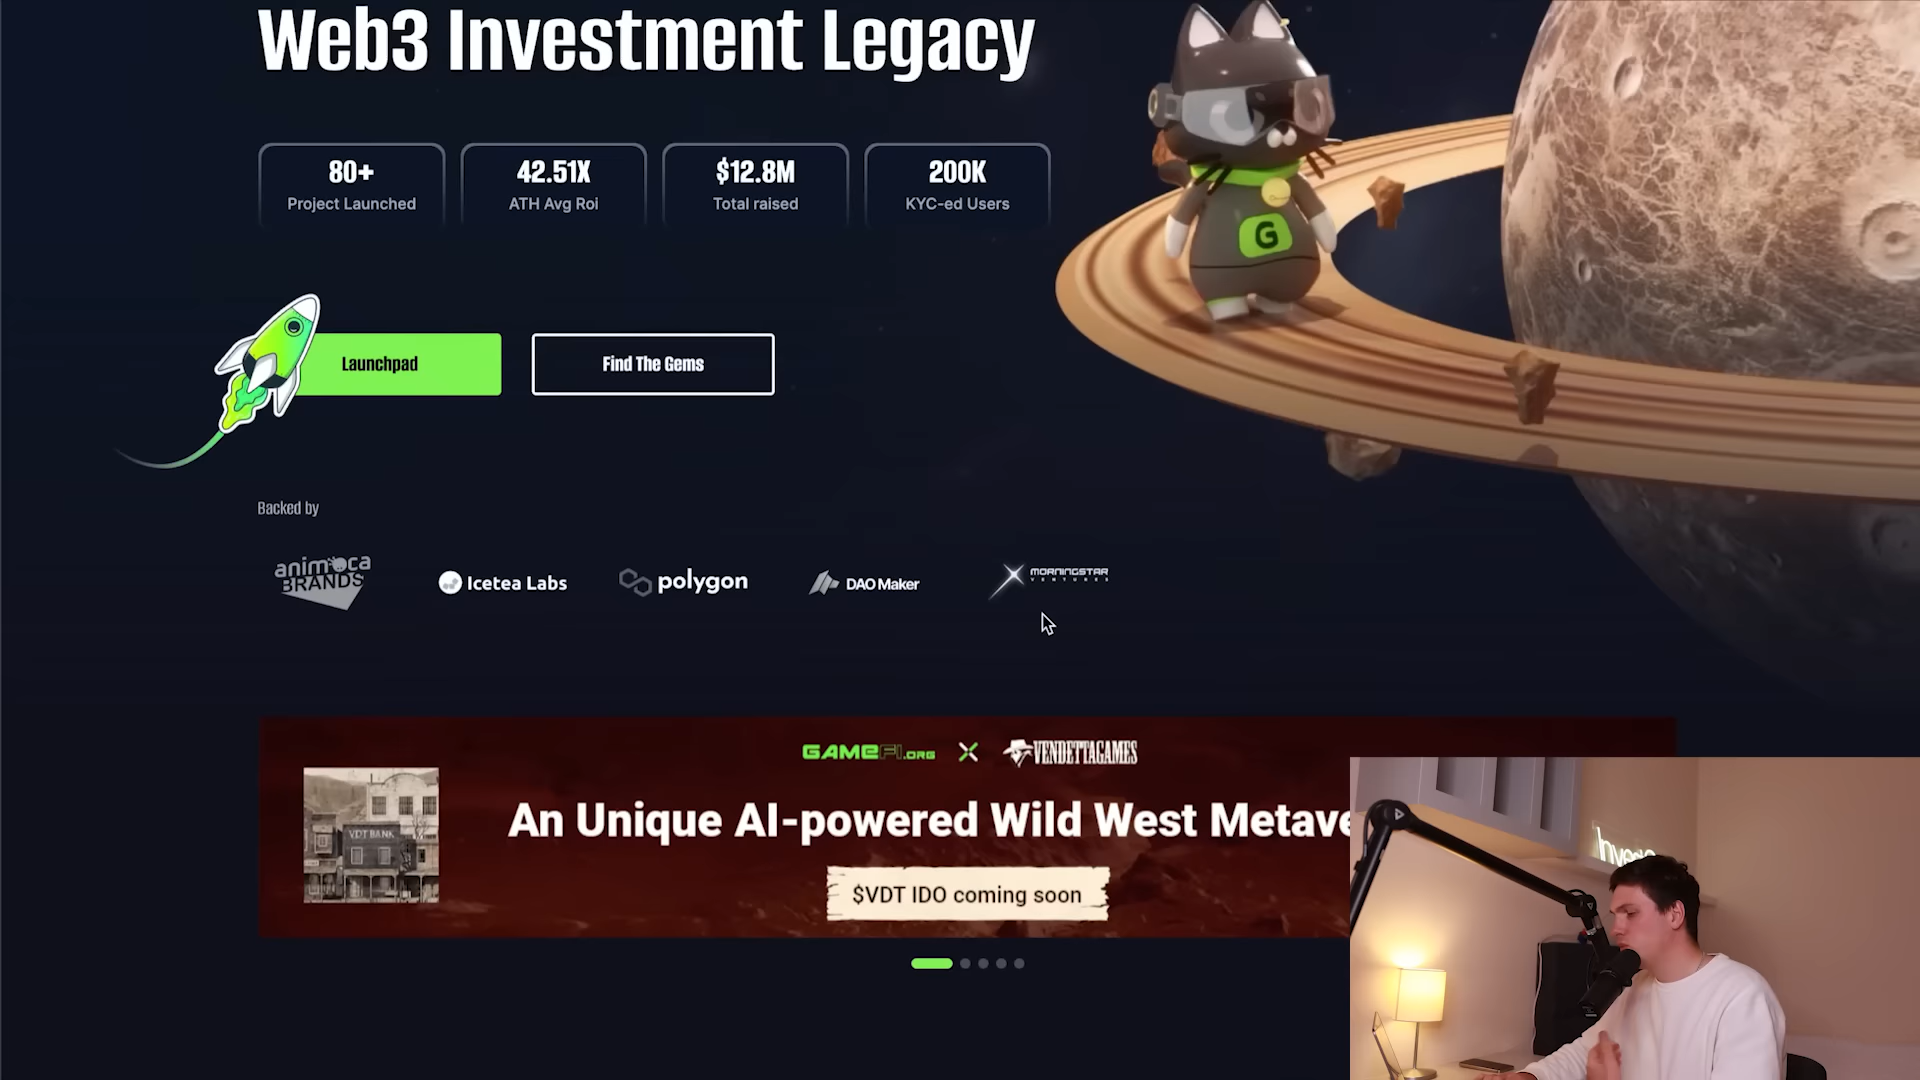 Web3 Investment Legacy
80+
Project Launched
42.51X
ATH Avg Roi
$12.8M
Total raised
200K
KYC-ed Users
G
Launchpad
Find The Gems
Backed by
animoca
BRANDS
Icetea Labs
polygon
DAO Maker
MORNINGSTAR
VENTURES
GAMEFI.ORG
VENDETTAGAMES
An Unique AI-powered Wild West Metave
VDT BANK
$VDT IDO coming soon